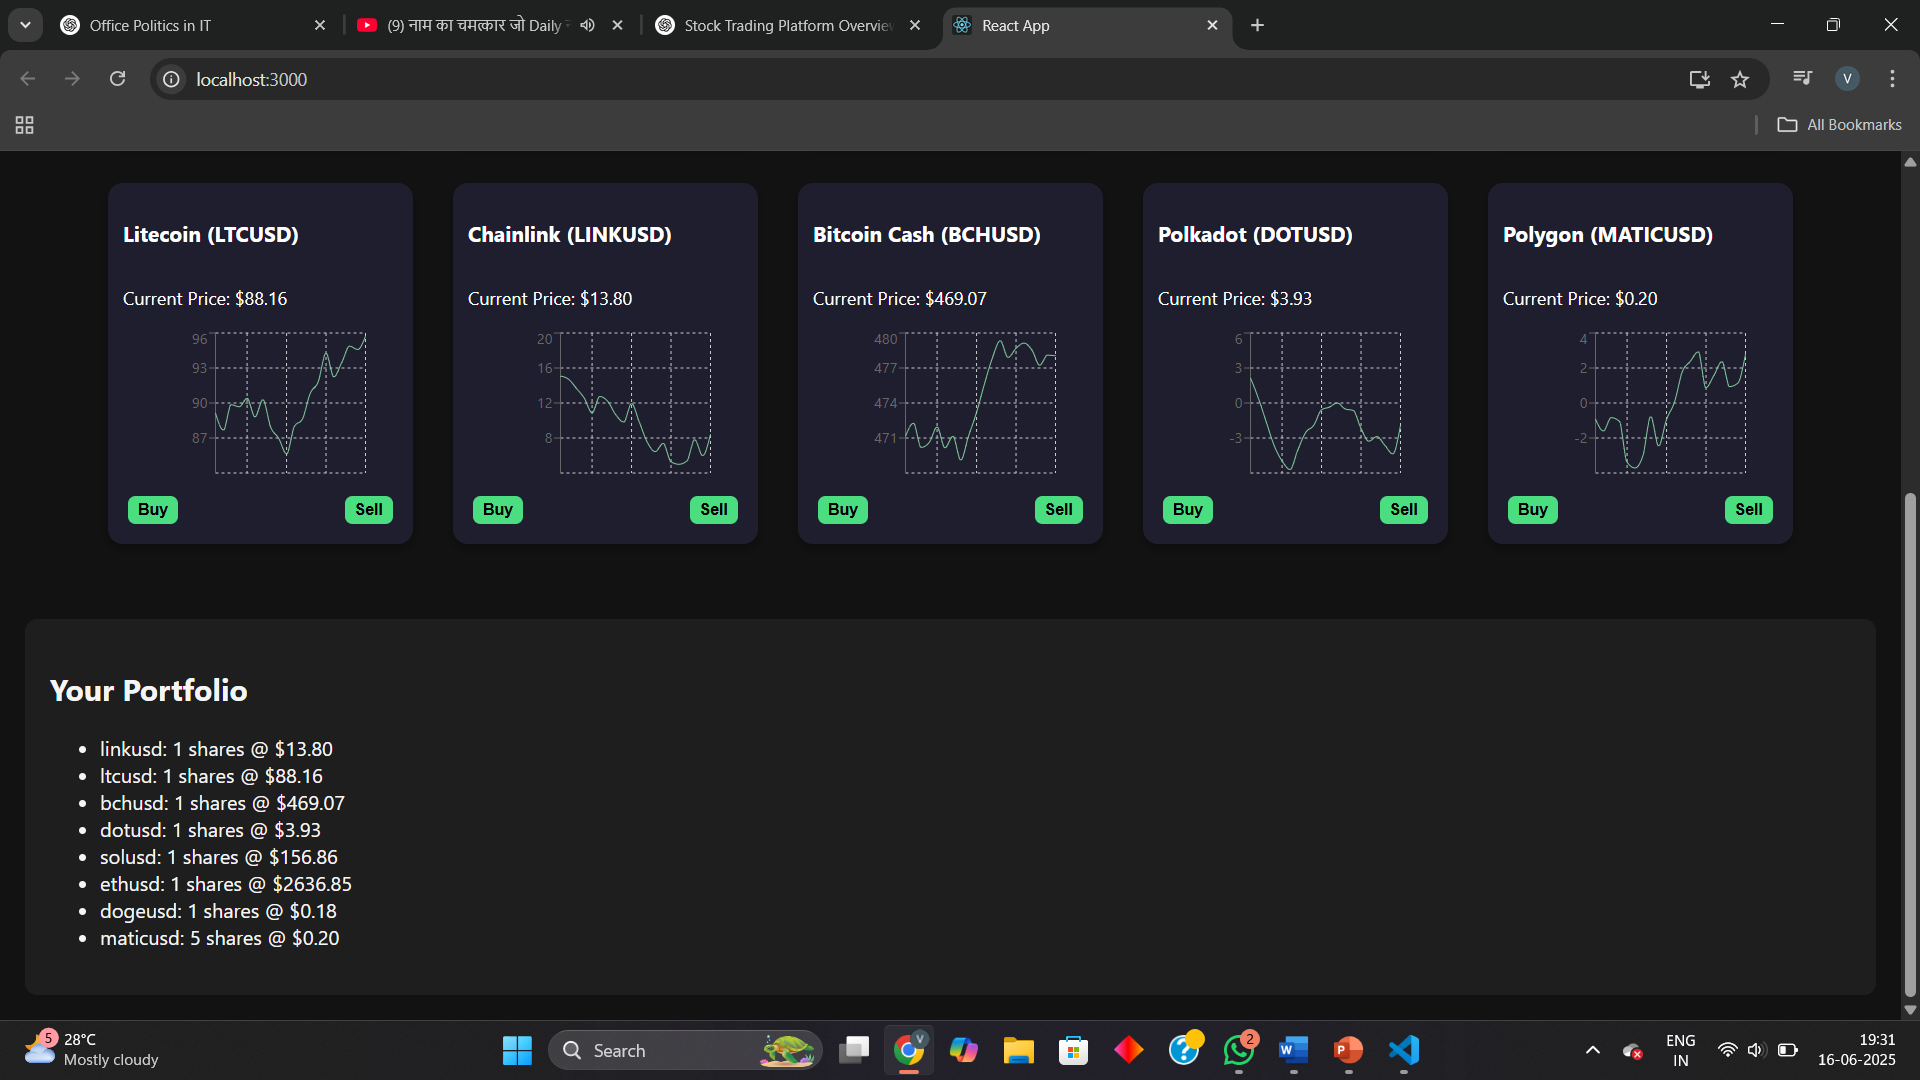 Office Politics in IT
(9) नाम का चमत्कार जो Daily
Stock Trading Platform Overvie
React App
localhost:3000
V
All Bookmarks
Litecoin (LTCUSD)
Current Price: $88.16
96
93
90
87
Buy
Sell
Chainlink (LINKUSD)
Current Price: $13.80
20
16
12
8
Buy
Sell
Bitcoin Cash (BCHUSD)
Current Price: $469.07
480
477
474
471
Buy
Sell
Polkadot (DOTUSD)
Current Price: $3.93
6
3
0
-3
Buy
Sell
Polygon (MATICUSD)
Current Price: $0.20
4
2
0
-2
Buy
Sell
Your Portfolio
linkusd: 1 shares @ $13.80
ltcusd: 1 shares @ $88.16
bchusd: 1 shares @ $469.07
dotusd: 1 shares @ $3.93
solusd: 1 shares @ $156.86
ethusd: 1 shares @ $2636.85
dogeusd: 1 shares @ $0.18
maticusd: 5 shares @ $0.20
5
28°C
Mostly cloudy
Search
V
2
W
P
ENG
IN
19:31
16-06-2025